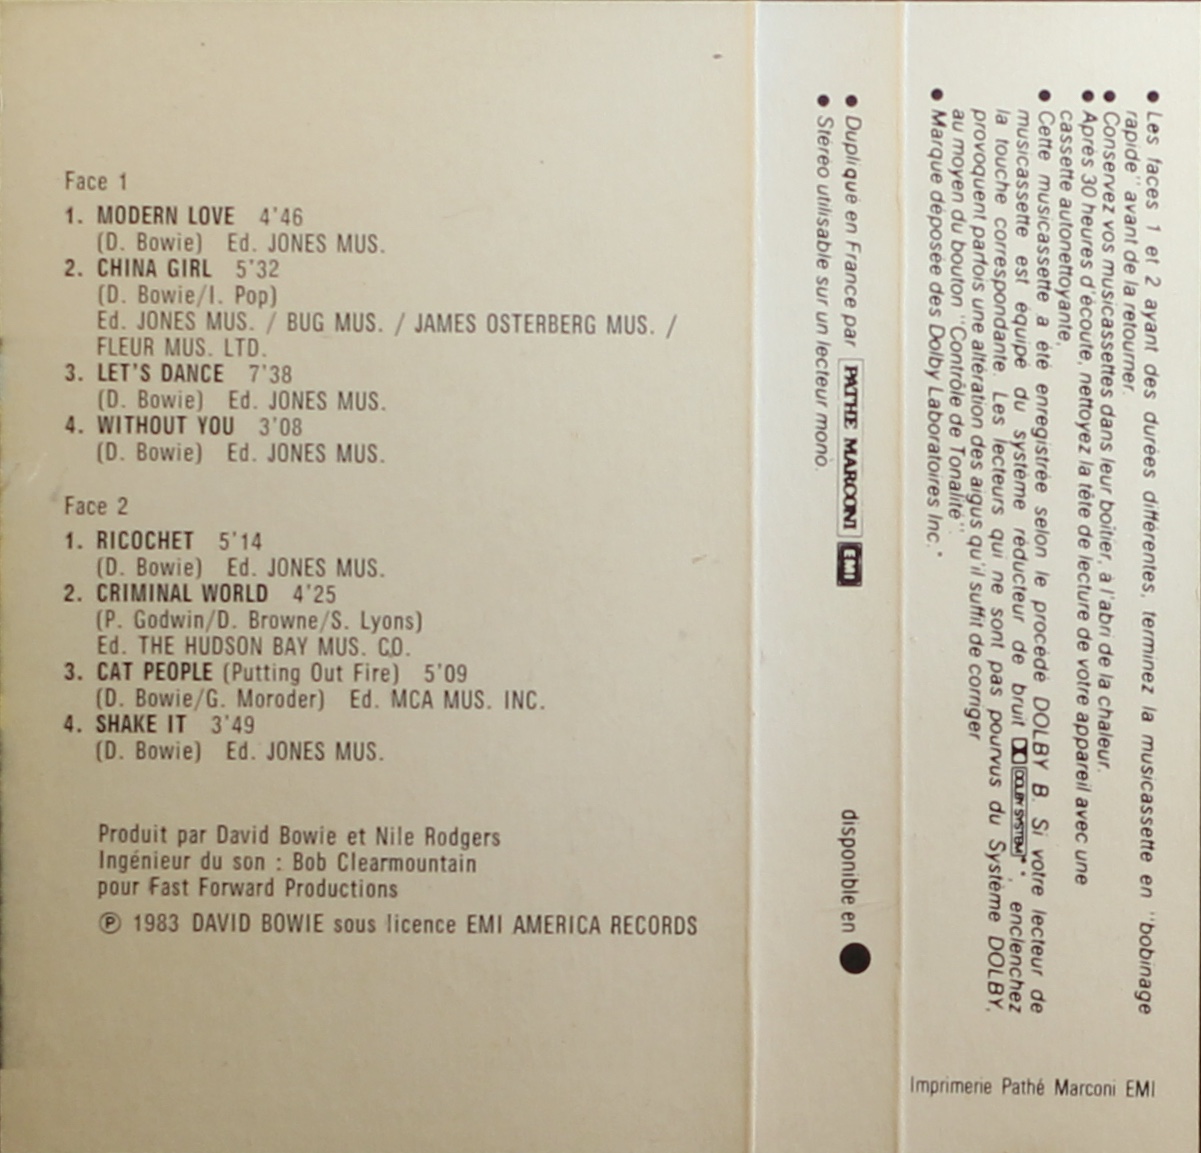 Face 1
1. MODERN LOVE 4'46
(D. Bowie) Ed. JONES MUS.
2. CHINA GIRL 5'32
(D. Bowie/I. Pop)
Ed. JONES MUS. / BUG MUS. / JAMES OSTERBERG MUS. /
FLEUR MUS. LTD.
3. LET'S DANCE 7'38
(D. Bowie) Ed. JONES MUS.
4. WITHOUT YOU 3'08
(D. Bowie) Ed. JONES MUS.
Face 2
1. RICOCHET 5'14
(D. Bowie) Ed. JONES MUS.
2. CRIMINAL WORLD 4'25
(P. Godwin/D. Browne/S. Lyons)
Ed. THE HUDSON BAY MUS. CO.
3. CAT PEOPLE (Putting Out Fire) 5'09
(D. Bowie/G. Moroder) Ed. MCA MUS. INC.
4. SHAKE IT 3'49
(D. Bowie) Ed. JONES MUS.
Produit par David Bowie et Nile Rodgers
Ingénieur du son : Bob Clearmountain
pour Fast Forward Productions
℗ 1983 DAVID BOWIE sous licence EMI AMERICA RECORDS
● Dupliqué en France par PATHE MARCONI EMI
● Stéréo utilisable sur un lecteur mono.
disponible en ●
● Les faces 1 et 2 ayant des durées différentes, terminez la musicassette en "bobinage
rapide" avant de la retourner.
● Conservez vos musicassettes dans leur boîtier, à l'abri de la chaleur.
● Après 30 heures d'écoute, nettoyez la tête de lecture de votre appareil avec une
cassette autonettoyante.
● Cette musicassette a été enregistrée selon le procédé DOLBY B. Si votre lecteur de
musicassette est équipé du système réducteur de bruit DOLBY SYSTEM*, enclenchez
la touche correspondante. Les lecteurs qui ne sont pas pourvus du Système DOLBY,
provoquent parfois une altération des aigus qu'il suffit de corriger
au moyen du bouton "Contrôle de Tonalité".
● Marque déposée des Dolby Laboratoires Inc.*
Imprimerie Pathé Marconi EMI